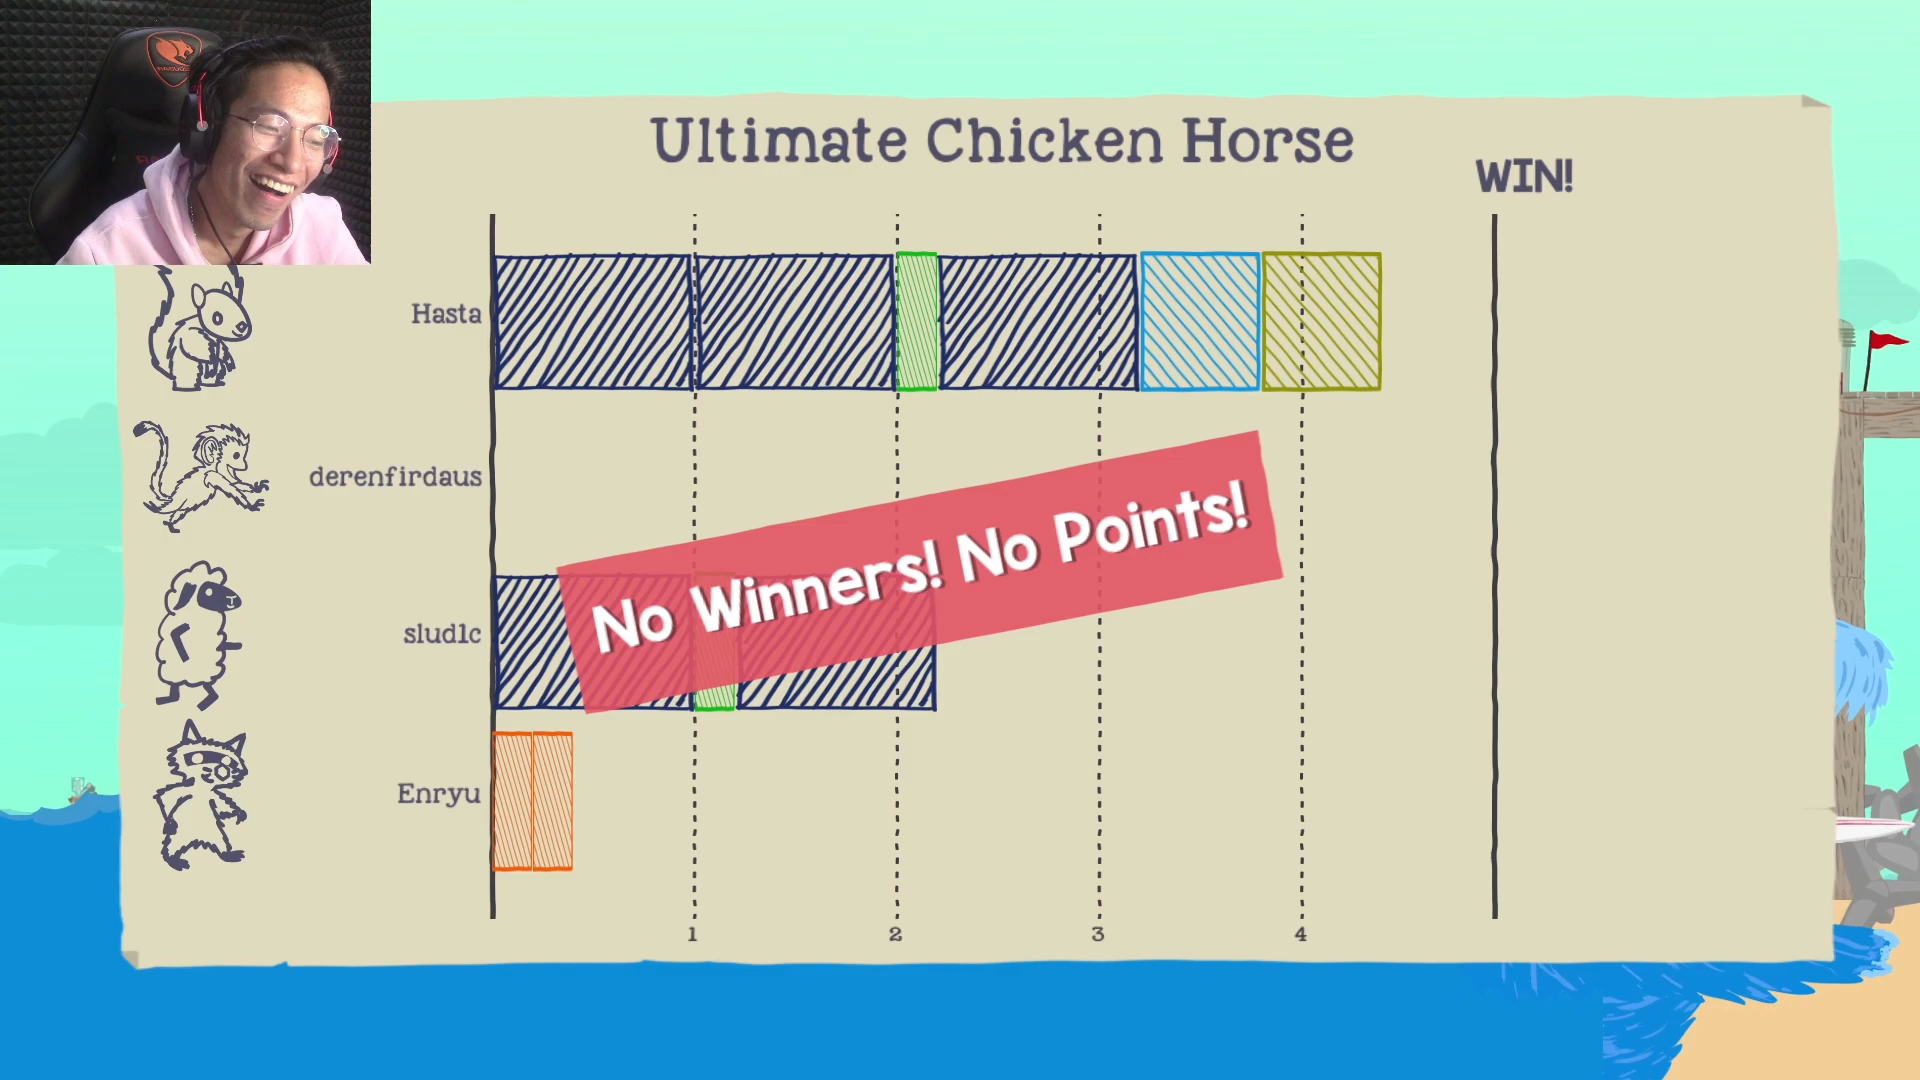 Ultimate Chicken Horse
WIN!
Hasta
derenfirdaus
No Winners! No Points!
sludlc
Enryu
1 2 3 4